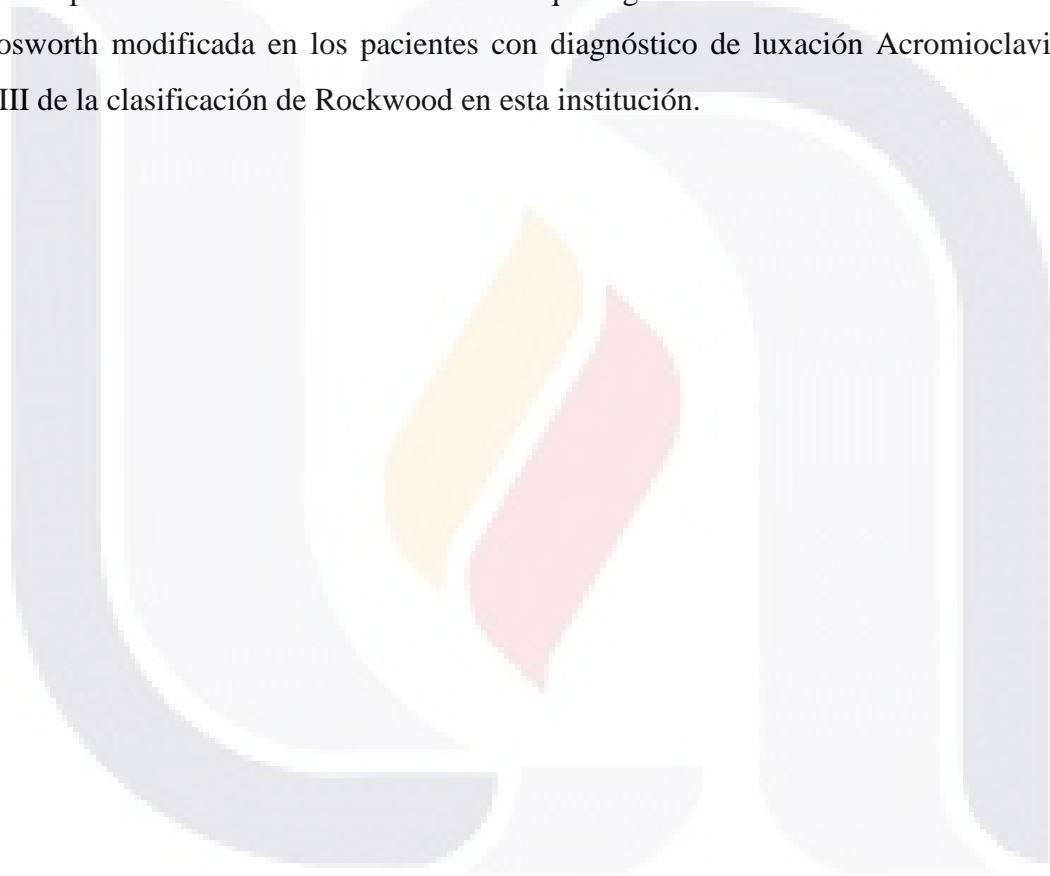 osworth modificada en los pacientes con diagnóstico de luxación Acromioclavi
III de la clasificación de Rockwood en esta institución.